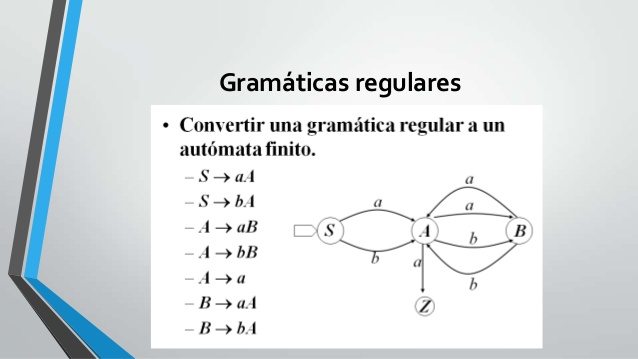 Gramáticas regulares
• Convertir una gramática regular a un
autómata finito.
– S → aA
– S → bA
– A → aB
– A → bB
– A → a
– B → aA
– B → bA
a
a
a
S
A
B
b
b
a
b
Z